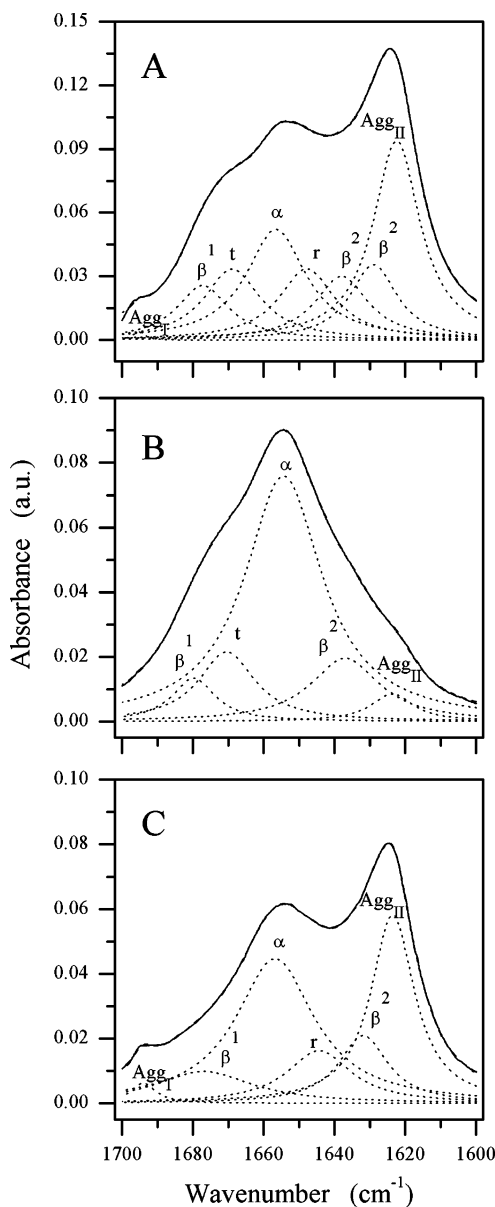 0.15
A
Agg_II
0.12
0.09
α
0.06
β^1
t
r
β^2
β^2
0.03
Agg_I
0.00
0.10
B
0.08
α
0.06
0.04
β^1
t
β^2
Agg_II
0.02
0.00
Absorbance (a.u.)
0.10
C
0.08
Agg_II
0.06
α
0.04
β^1
r
β^2
0.02
Agg_I
0.00
1700 1680 1660 1640 1620 1600
Wavenumber (cm^-1)